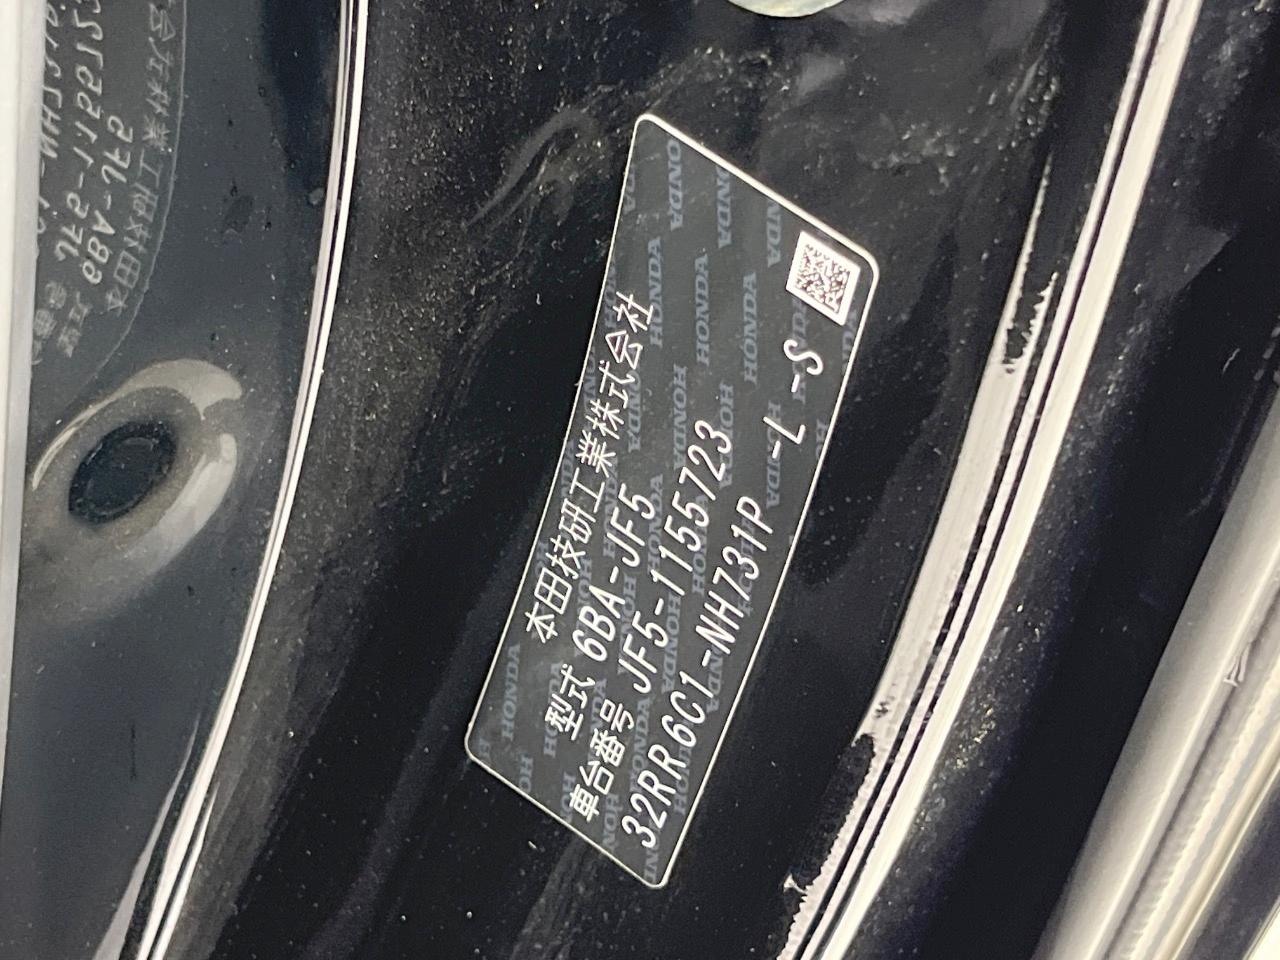 本田技研工業株式会社
型式 6BA-JF5
車台番号 JF5-1155723
32RR6C1-NH731P -L -S